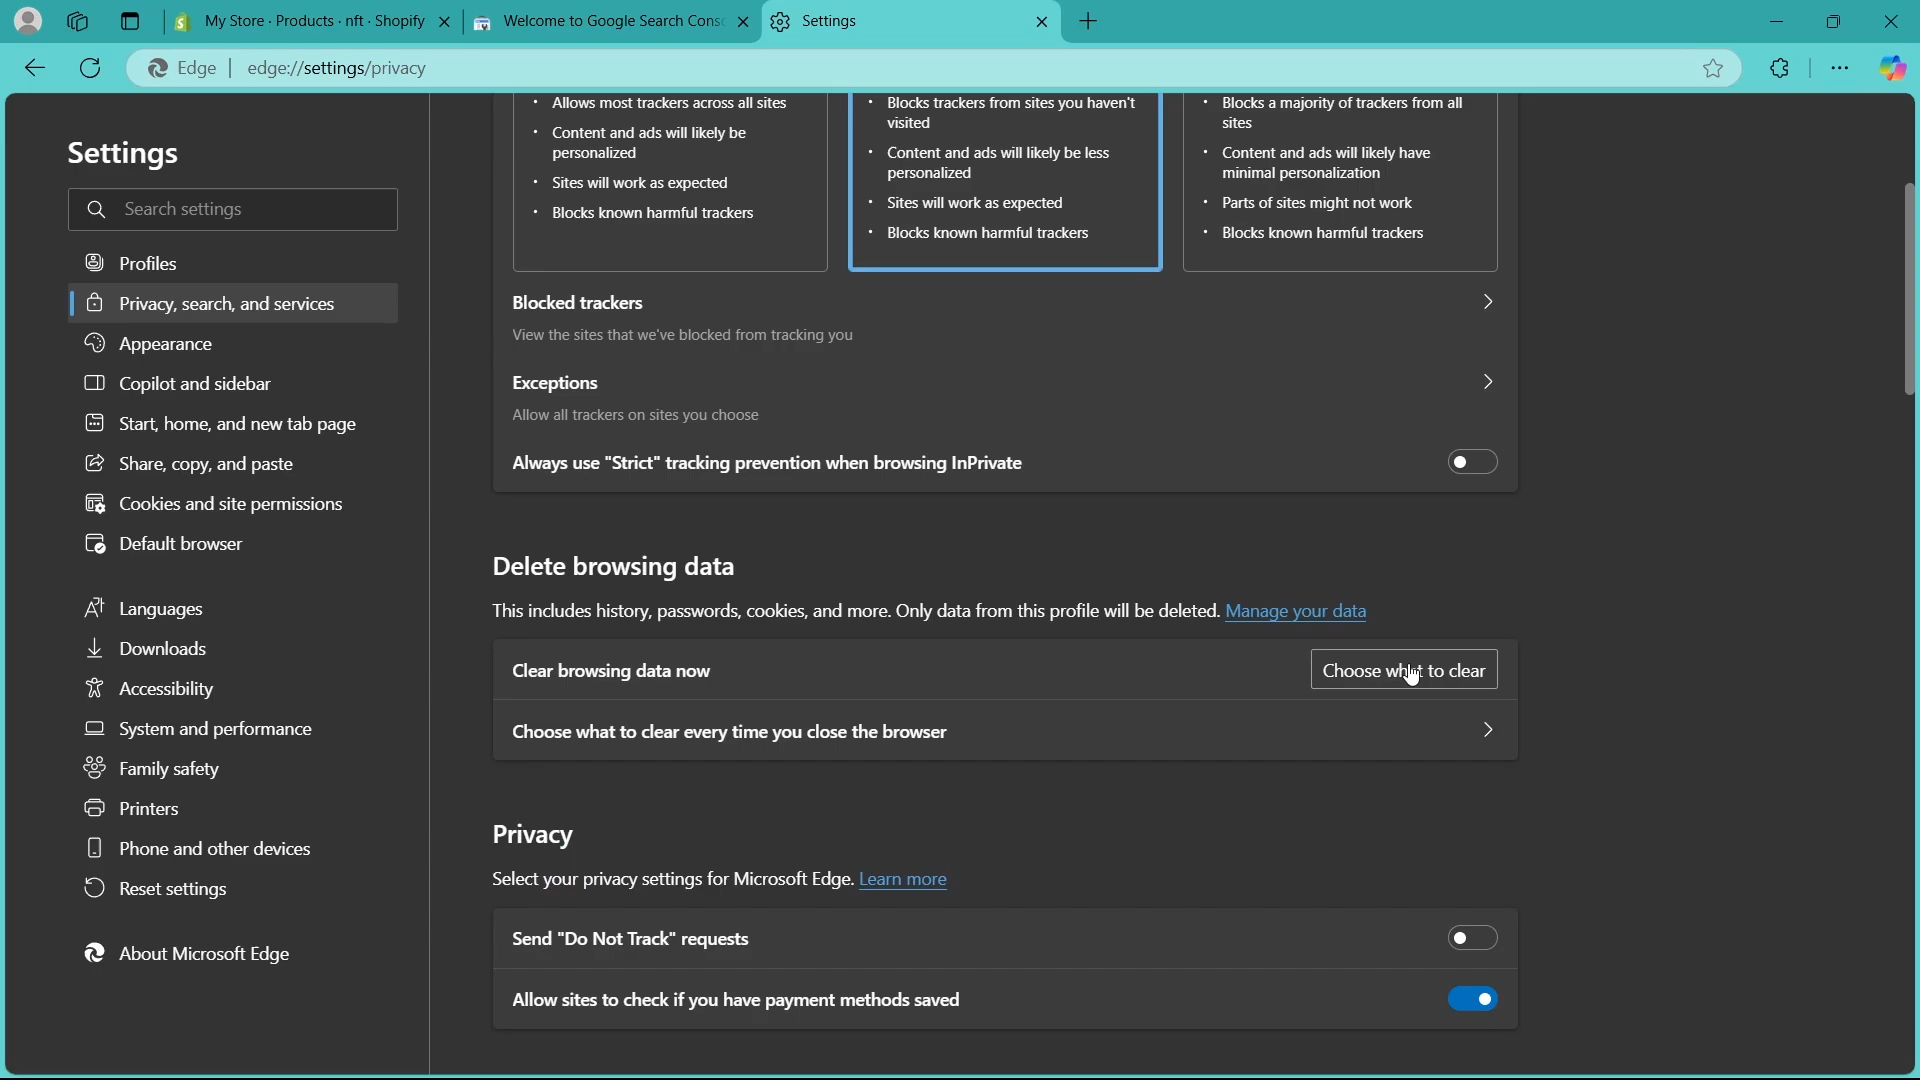 My Store · Products · nft · Shopify
Welcome to Google Search Cons
Settings
Edge
edge://settings/privacy
Settings
Search settings
Profiles
Privacy, search, and services
Appearance
Copilot and sidebar
Start, home, and new tab page
Share, copy, and paste
Cookies and site permissions
Default browser
Languages
Downloads
Accessibility
System and performance
Family safety
Printers
Phone and other devices
Reset settings
About Microsoft Edge
Allows most trackers across all sites
Content and ads will likely be
personalized
Sites will work as expected
Blocks known harmful trackers
Blocks trackers from sites you haven't
visited
Content and ads will likely be less
personalized
Sites will work as expected
Blocks known harmful trackers
Blocks a majority of trackers from all
sites
Content and ads will likely have
minimal personalization
Parts of sites might not work
Blocks known harmful trackers
Blocked trackers
View the sites that we've blocked from tracking you
Exceptions
Allow all trackers on sites you choose
Always use "Strict" tracking prevention when browsing InPrivate
Delete browsing data
This includes history, passwords, cookies, and more. Only data from this profile will be deleted. Manage your data
Clear browsing data now
Choose what to clear
Choose what to clear every time you close the browser
Privacy
Select your privacy settings for Microsoft Edge. Learn more
Send "Do Not Track" requests
Allow sites to check if you have payment methods saved